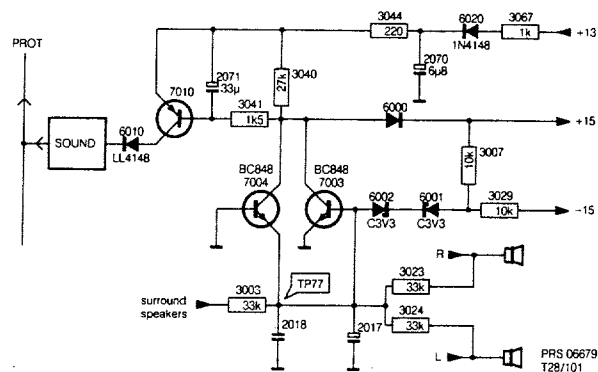 PROT
3044
220
6020
1N4148
3067
1k
+13
2071
33µ
3040
27k
2070
6µ8
7010
3041
1k5
6000
+15
SOUND
6010
LL4148
3007
10k
BC848
7004
BC848
7003
6002
C3V3
6001
C3V3
3029
10k
-15
R
TP77
3023
33k
surround
speakers
3003
33k
2018
2017
3024
33k
L
PRS 06679
T28/101